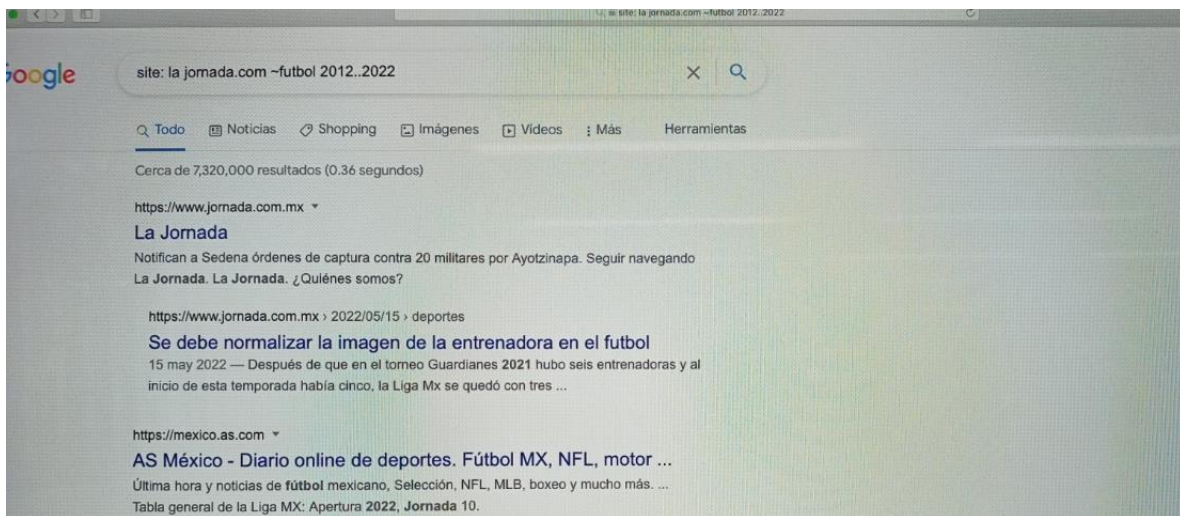 site: la jornada.com ~futbol 2012..2022
Google
site: la jornada.com ~futbol 2012..2022
Todo
Noticias
Shopping
Imágenes
Videos
Más
Herramientas
Cerca de 7,320,000 resultados (0.36 segundos)
https://www.jornada.com.mx
La Jornada
Notifican a Sedena órdenes de captura contra 20 militares por Ayotzinapa. Seguir navegando
La Jornada. La Jornada. ¿Quiénes somos?
https://www.jornada.com.mx › 2022/05/15 › deportes
Se debe normalizar la imagen de la entrenadora en el futbol
15 may 2022 — Después de que en el torneo Guardianes 2021 hubo seis entrenadoras y al
inicio de esta temporada había cinco, la Liga Mx se quedó con tres ...
https://mexico.as.com
AS México - Diario online de deportes. Fútbol MX, NFL, motor ...
Última hora y noticias de fútbol mexicano, Selección, NFL, MLB, boxeo y mucho más. ...
Tabla general de la Liga MX: Apertura 2022, Jornada 10.